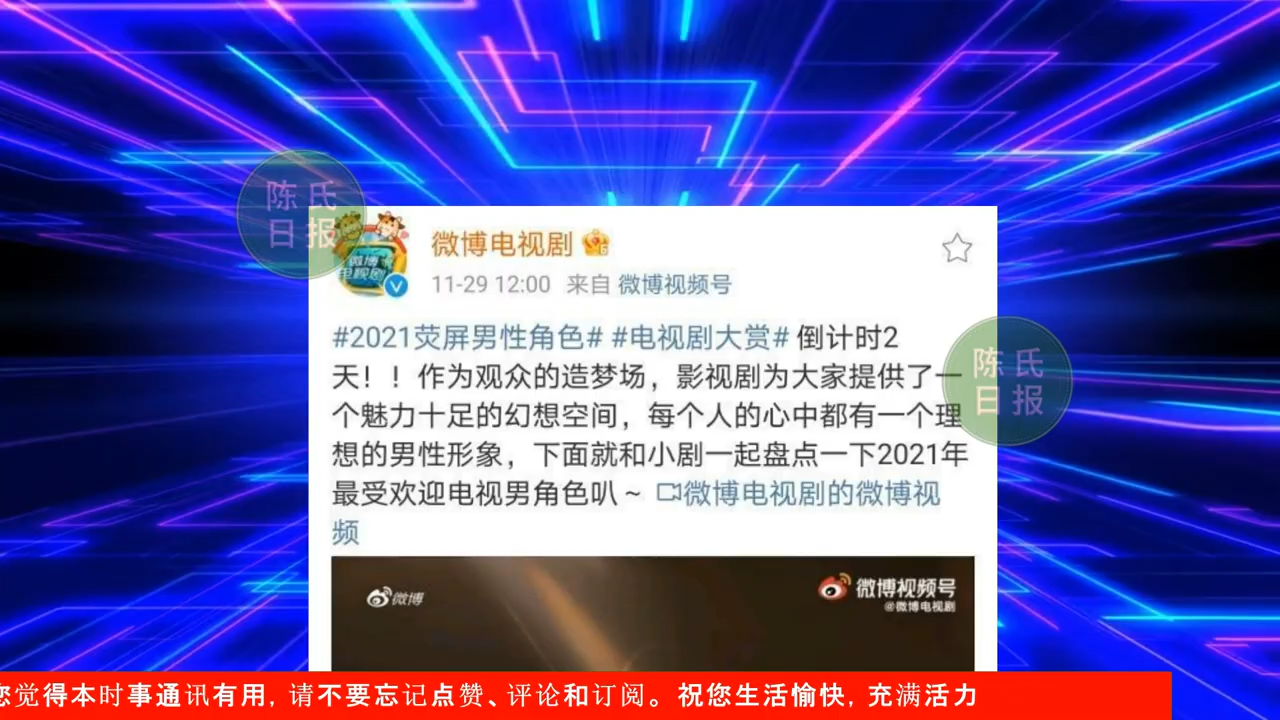 陈氏
日报
微博
电视剧
微博电视剧
11-29 12:00 来自 微博视频号
#2021荧屏男性角色# #电视剧大赏# 倒计时2
天！！作为观众的造梦场，影视剧为大家提供了一
个魅力十足的幻想空间，每个人的心中都有一个理
想的男性形象，下面就和小剧一起盘点一下2021年
最受欢迎电视男角色叭～ 微博电视剧的微博视
频
陈氏
日报
微博
微博视频号
@微博电视剧
您觉得本时事通讯有用, 请不要忘记点赞、评论和订阅。祝您生活愉快, 充满活力